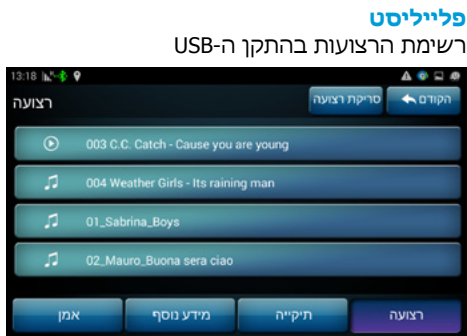 פלייליסט
רשימת הרצועות בהתקן ה-USB
13:18
רצועה
סריקת רצועה
הקודם
003 C.C. Catch - Cause you are young
004 Weather Girls - Its raining man
01_Sabrina_Boys
02_Mauro_Buona sera ciao
רצועה
תיקייה
מידע נוסף
אמן